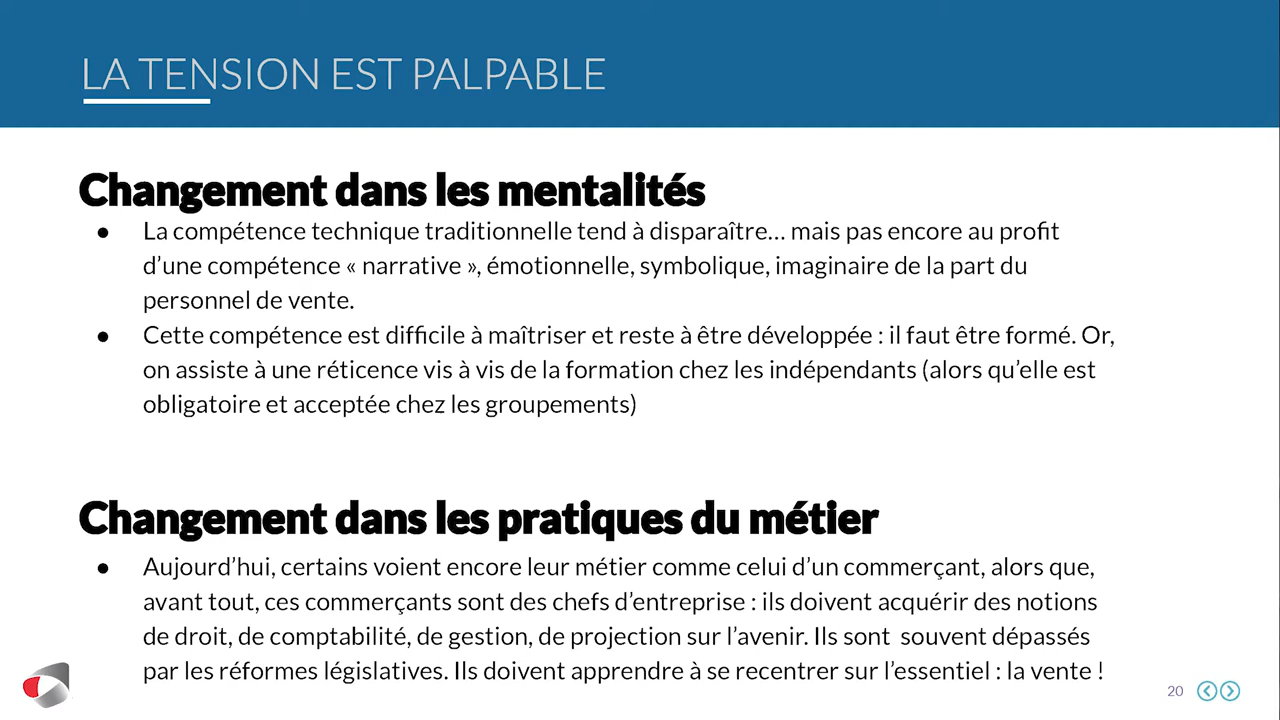 LA TENSION EST PALPABLE
Changement dans les mentalités
● La compétence technique traditionnelle tend à disparaître… mais pas encore au profit
d’une compétence « narrative », émotionnelle, symbolique, imaginaire de la part du
personnel de vente.
● Cette compétence est difficile à maîtriser et reste à être développée : il faut être formé. Or,
on assiste à une réticence vis à vis de la formation chez les indépendants (alors qu’elle est
obligatoire et acceptée chez les groupements)
Changement dans les pratiques du métier
● Aujourd’hui, certains voient encore leur métier comme celui d’un commerçant, alors que,
avant tout, ces commerçants sont des chefs d’entreprise : ils doivent acquérir des notions
de droit, de comptabilité, de gestion, de projection sur l’avenir. Ils sont  souvent dépassés
par les réformes législatives. Ils doivent apprendre à se recentrer sur l’essentiel : la vente !
20